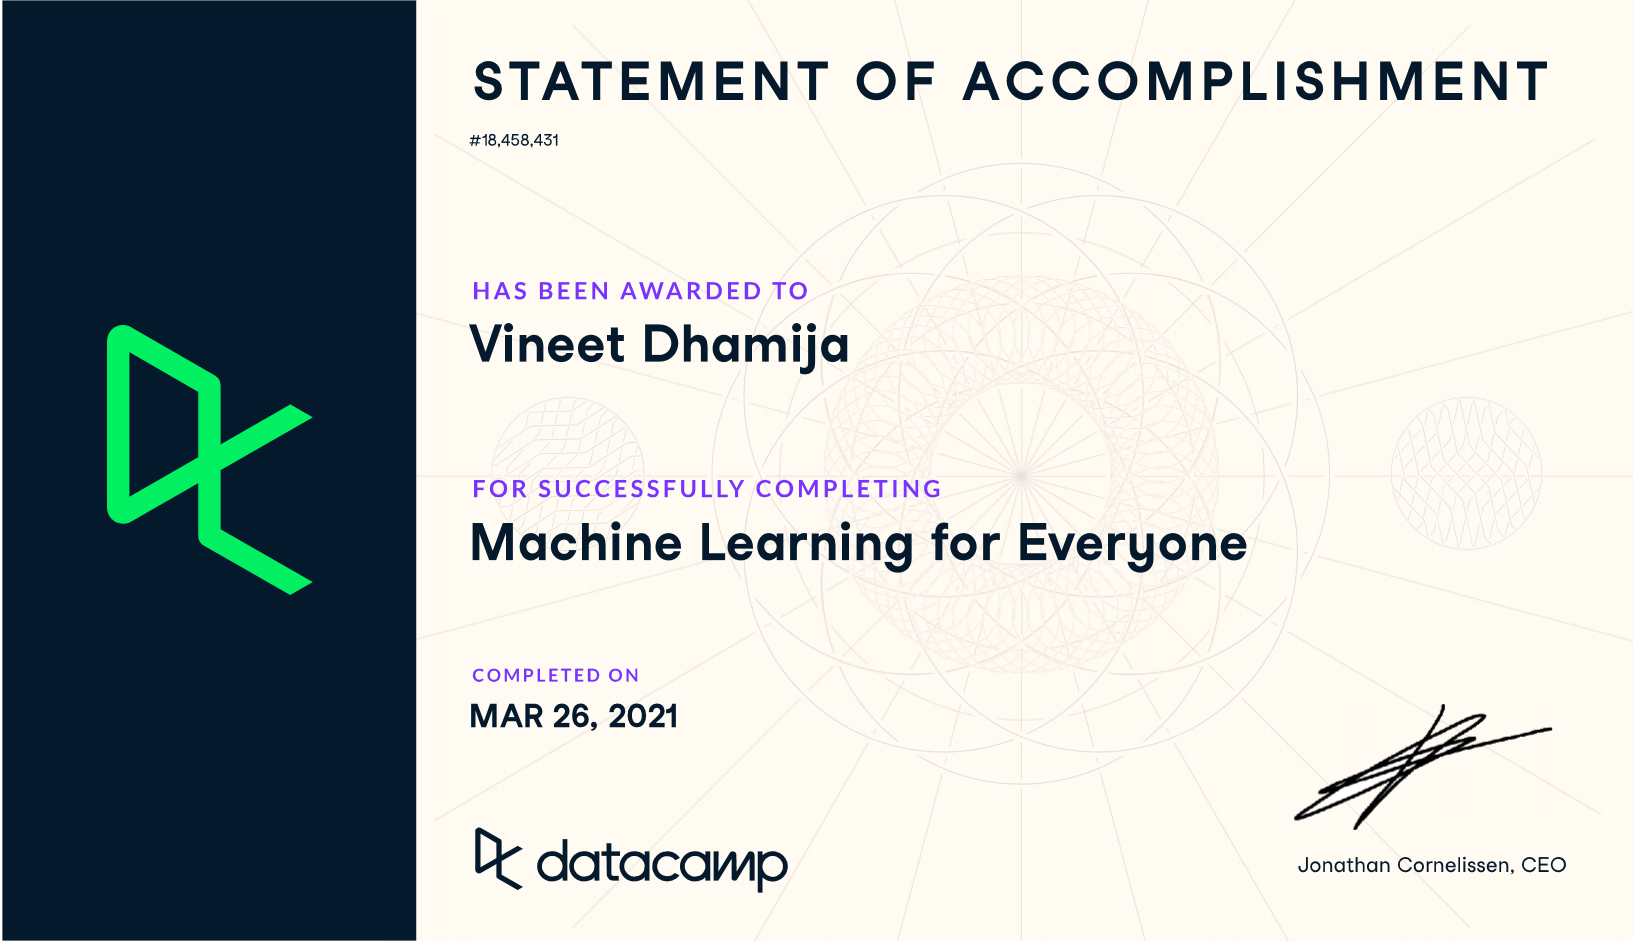 STATEMENT OF ACCOMPLISHMENT
#18,458,431
HAS BEEN AWARDED TO
Vineet Dhamija
FOR SUCCESSFULLY COMPLETING
Machine Learning for Everyone
COMPLETED ON
MAR 26, 2021
datacamp
Jonathan Cornelissen, CEO